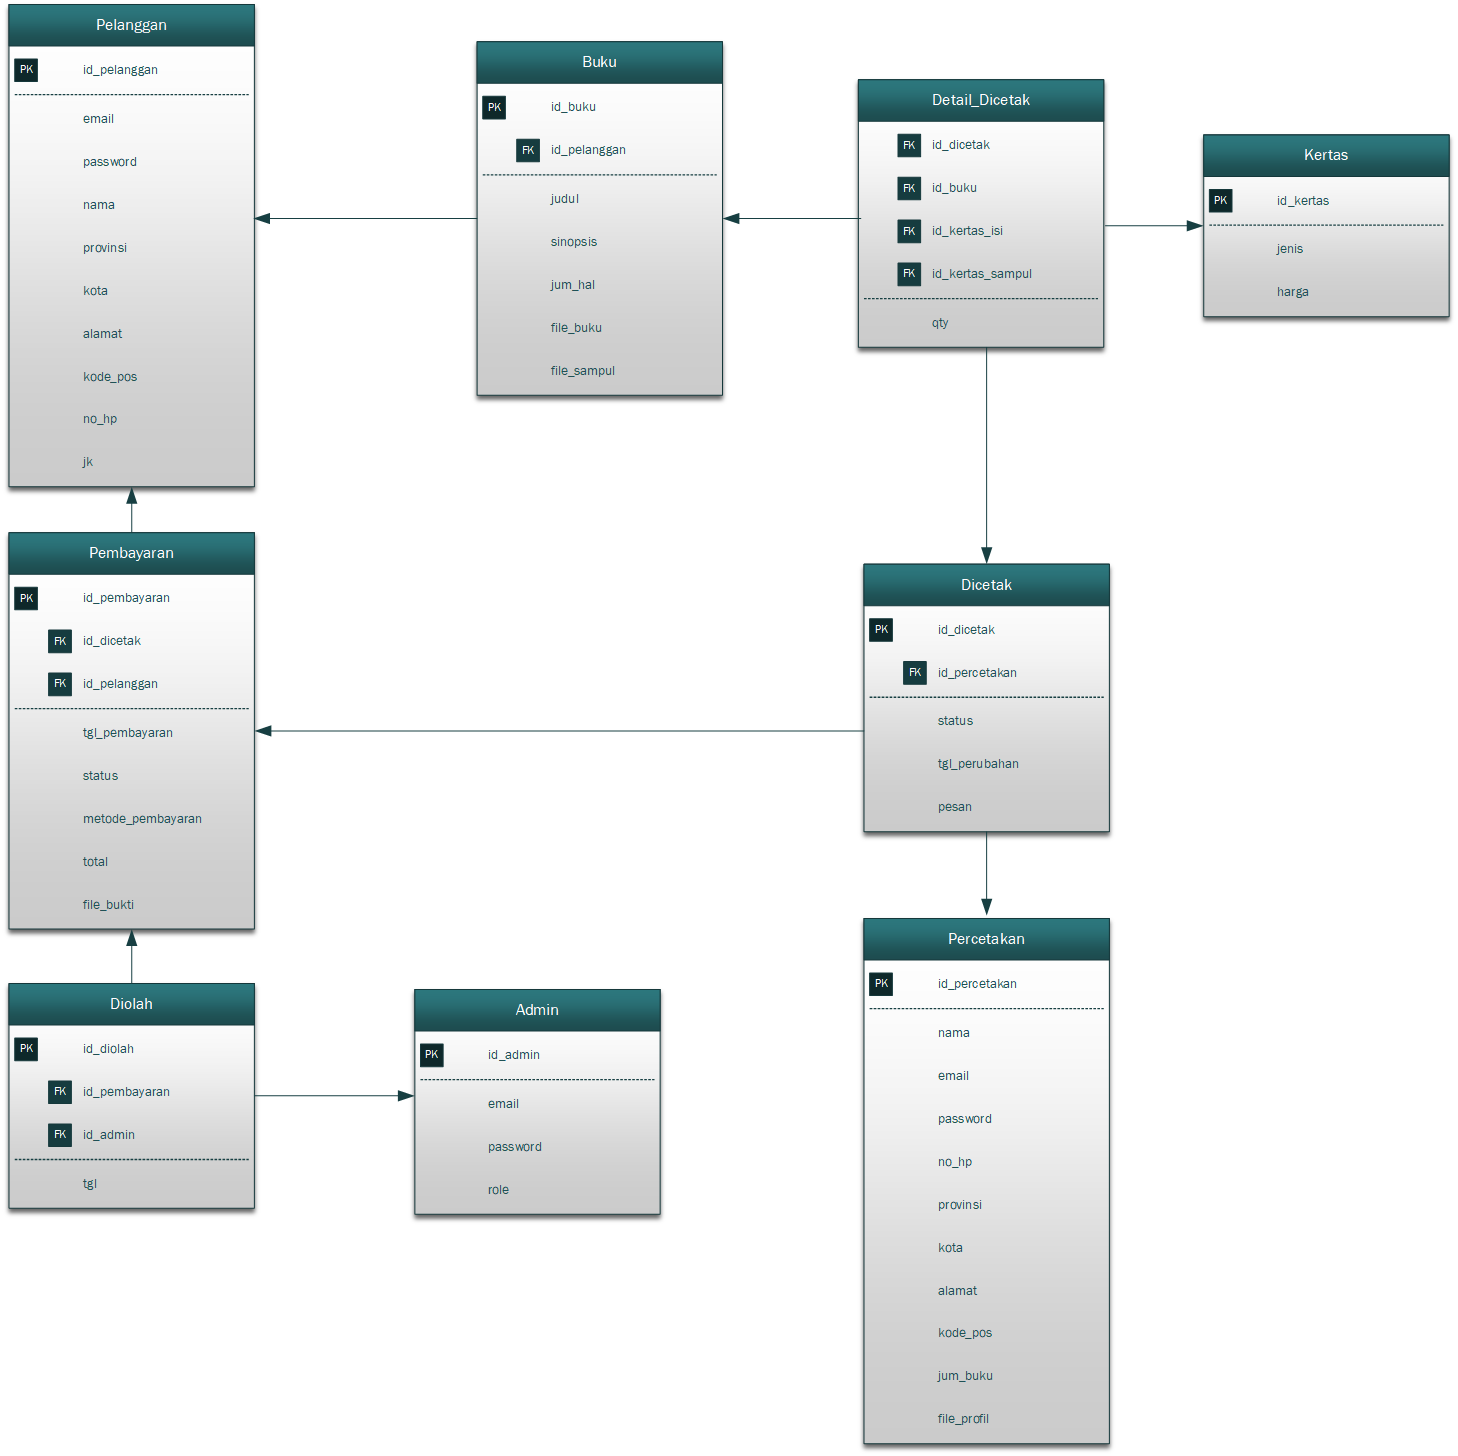 Pelanggan
PK id_pelanggan
email
password
nama
provinsi
kota
alamat
kode_pos
no_hp
jk
Buku
PK id_buku
FK id_pelanggan
judul
sinopsis
jum_hal
file_buku
file_sampul
Detail_Dicetak
FK id_dicetak
FK id_buku
FK id_kertas_isi
FK id_kertas_sampul
qty
Kertas
PK id_kertas
jenis
harga
Pembayaran
PK id_pembayaran
FK id_dicetak
FK id_pelanggan
tgl_pembayaran
status
metode_pembayaran
total
file_bukti
Dicetak
PK id_dicetak
FK id_percetakan
status
tgl_perubahan
pesan
Diolah
PK id_diolah
FK id_pembayaran
FK id_admin
tgl
Admin
PK id_admin
email
password
role
Percetakan
PK id_percetakan
nama
email
password
no_hp
provinsi
kota
alamat
kode_pos
jum_buku
file_profil